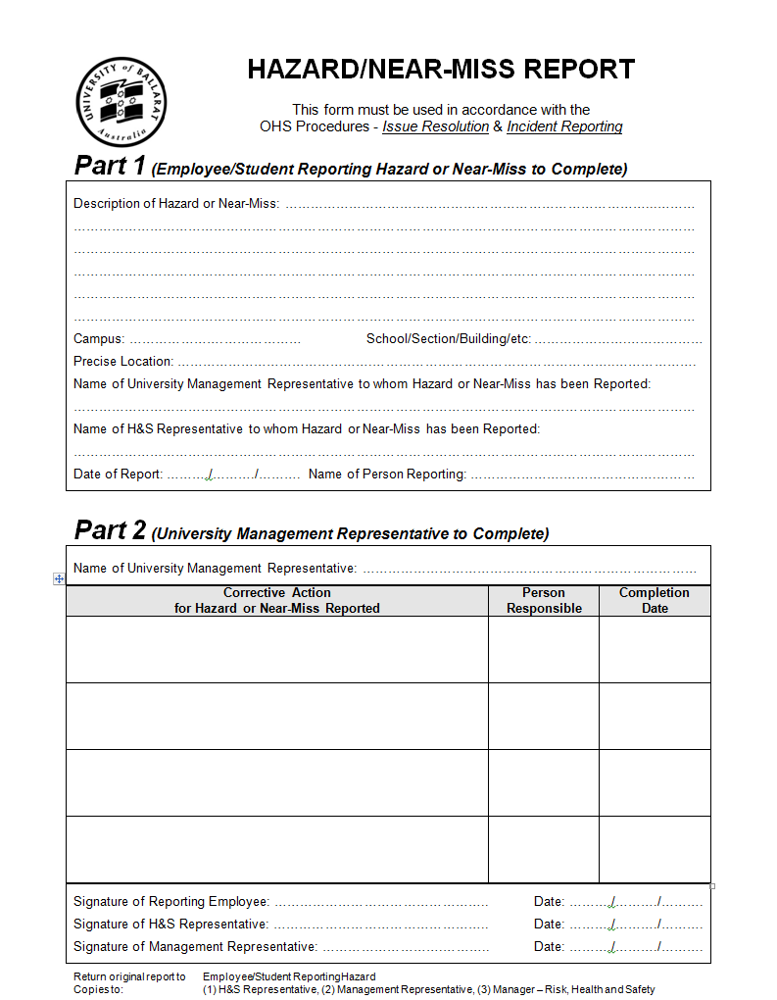 UNIVERSITY of BALLARAT
Australia
HAZARD/NEAR-MISS REPORT
This form must be used in accordance with the
OHS Procedures - Issue Resolution & Incident Reporting
Part 1 (Employee/Student Reporting Hazard or Near-Miss to Complete)
Description of Hazard or Near-Miss: ……………………………………………………………………………………
……………………………………………………………………………………………………………………………………
……………………………………………………………………………………………………………………………………
……………………………………………………………………………………………………………………………………
……………………………………………………………………………………………………………………………………
……………………………………………………………………………………………………………………………………
Campus: ………………………………… School/Section/Building/etc: …………………………………
Precise Location: ……………………………………………………………………………………………………………
Name of University Management Representative to whom Hazard or Near-Miss has been Reported:
……………………………………………………………………………………………………………………………………
Name of H&S Representative to whom Hazard or Near-Miss has been Reported:
……………………………………………………………………………………………………………………………………
Date of Report: ………/………/……… Name of Person Reporting: ……………………………………………
Part 2 (University Management Representative to Complete)
Name of University Management Representative: ……………………………………………………………………
Corrective Action Person Completion
for Hazard or Near-Miss Reported Responsible Date
Signature of Reporting Employee: …………………………………………… Date: ………/………/………
Signature of H&S Representative: …………………………………………… Date: ………/………/………
Signature of Management Representative: ………………………………… Date: ………/………/………
Return original report to Employee/Student Reporting Hazard
Copies to: (1) H&S Representative, (2) Management Representative, (3) Manager – Risk, Health and Safety